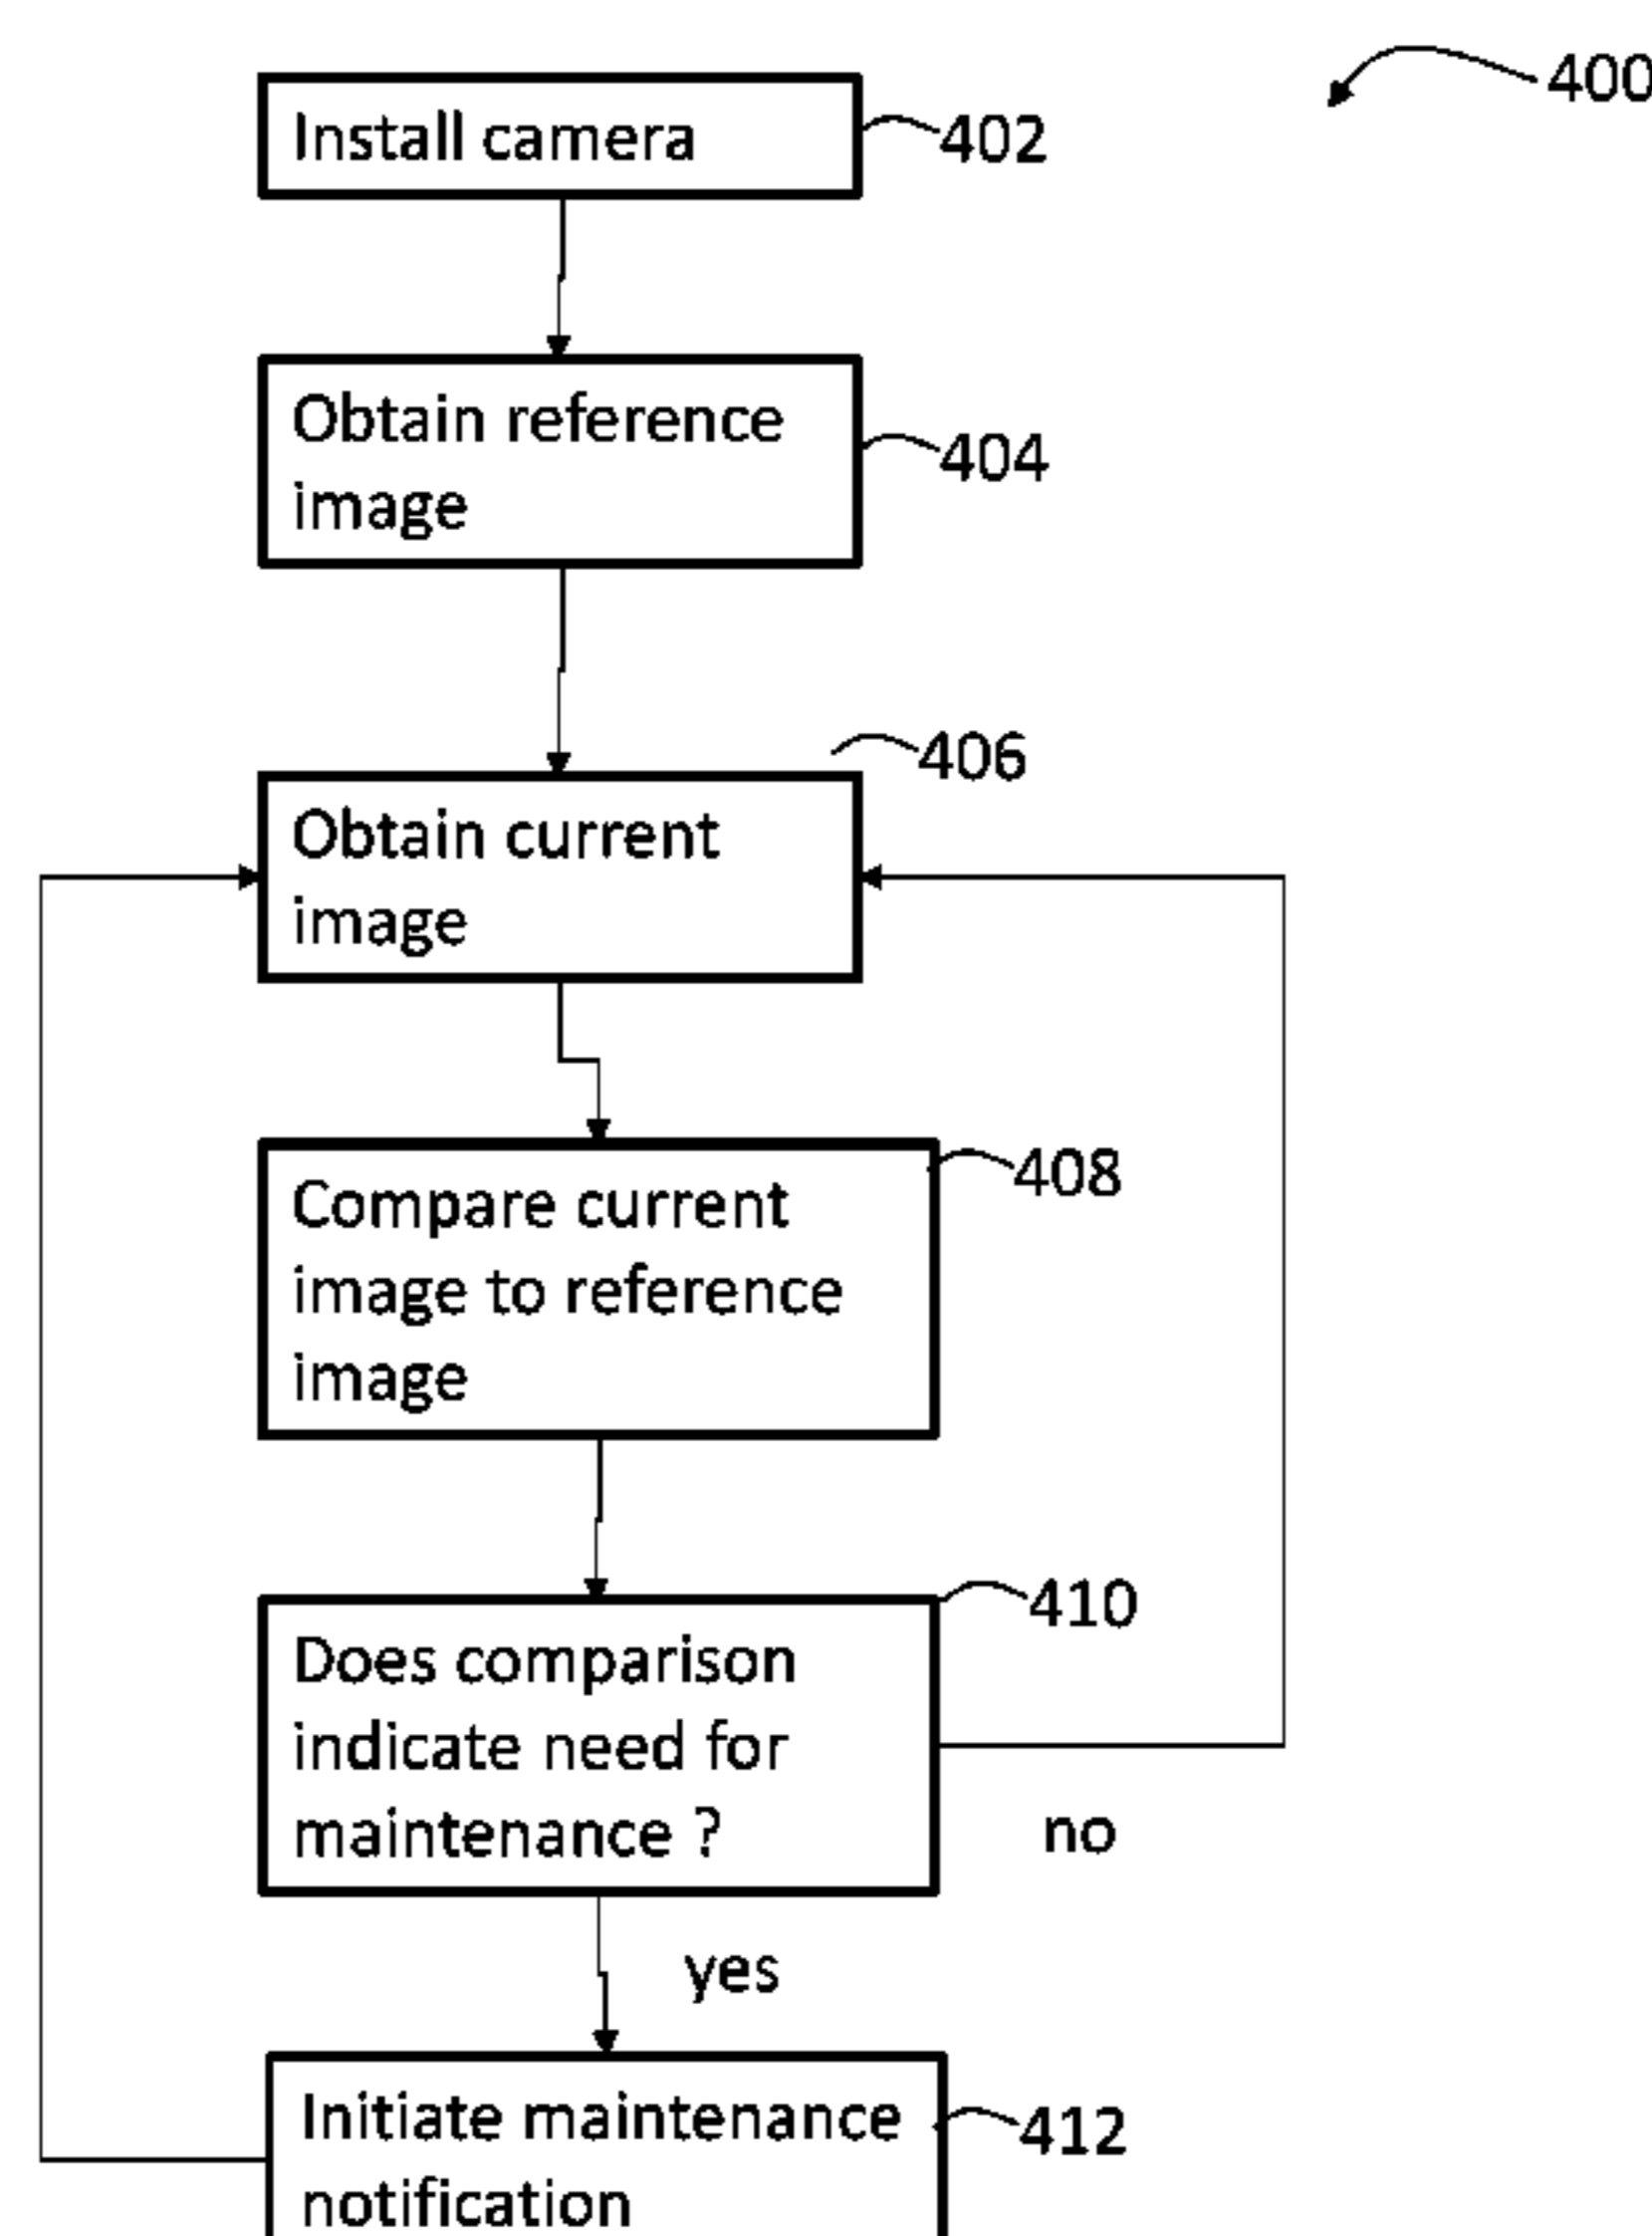 400
Install camera
402
Obtain reference
image
404
406
Obtain current
image
Compare current
image to reference
image
408
410
Does comparison
indicate need for
maintenance ?
no
yes
Initiate maintenance
notification
412